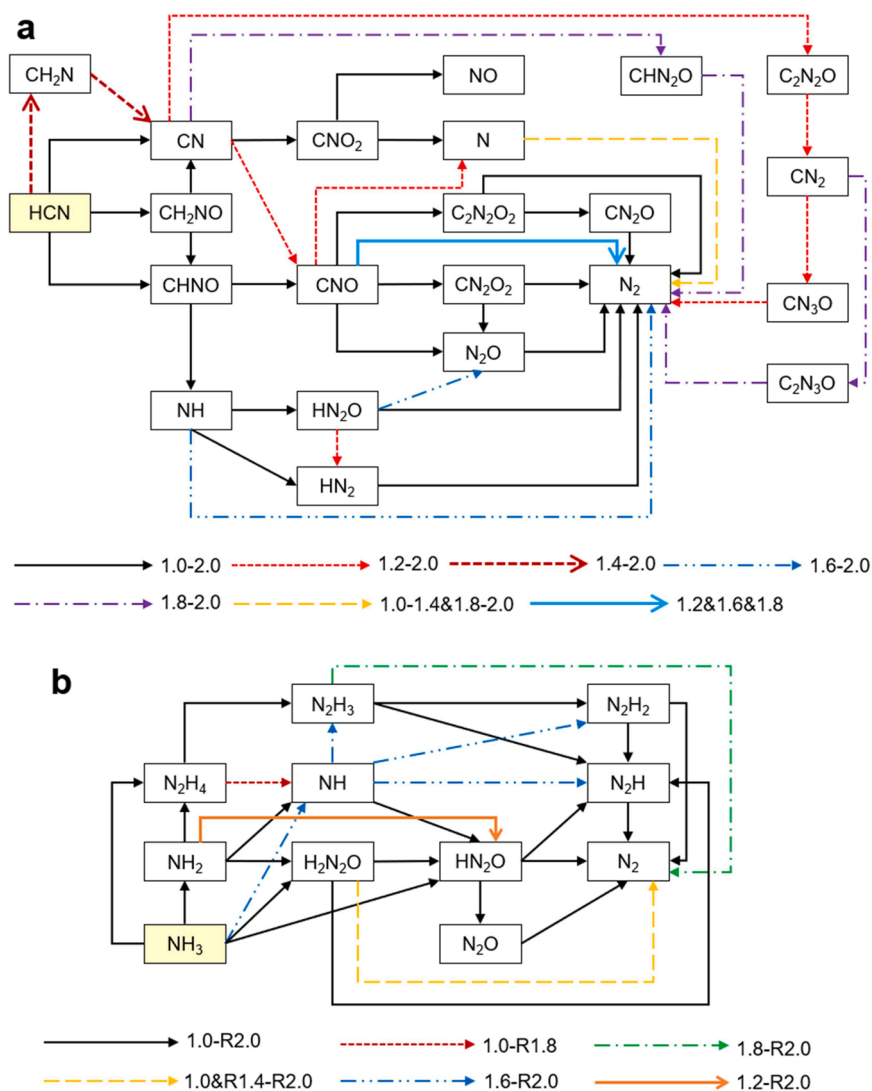 a
CH₂N NO CHN₂O C₂N₂O
CN CNO₂ N
CN₂
HCN CH₂NO C₂N₂O₂ CN₂O
CHNO CNO CN₂O₂ N₂
CN₃O
N₂O
C₂N₃O
NH HN₂O
HN₂
1.0-2.0 1.2-2.0 1.4-2.0 1.6-2.0
1.8-2.0 1.0-1.4&1.8-2.0 1.2&1.6&1.8
b
N₂H₃ N₂H₂
N₂H₄ NH N₂H
NH₂ H₂N₂O HN₂O N₂
NH₃ N₂O
1.0-R2.0 1.0-R1.8 1.8-R2.0
1.0&R1.4-R2.0 1.6-R2.0 1.2-R2.0